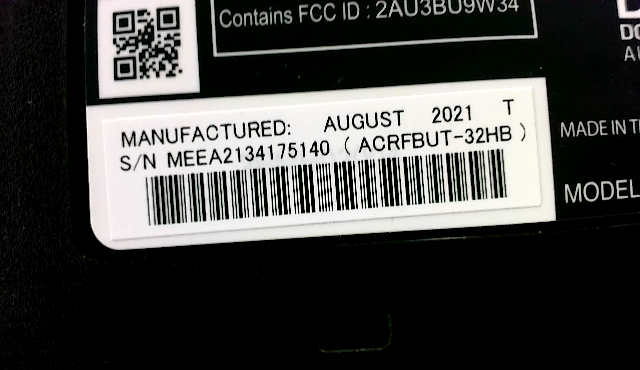 Contains FCC ID : 2AU3BU9W34
MANUFACTURED: AUGUST 2021 T
S/N MEEA2134175140 ( ACRFBUT-32HB )
MADE IN
MODEL